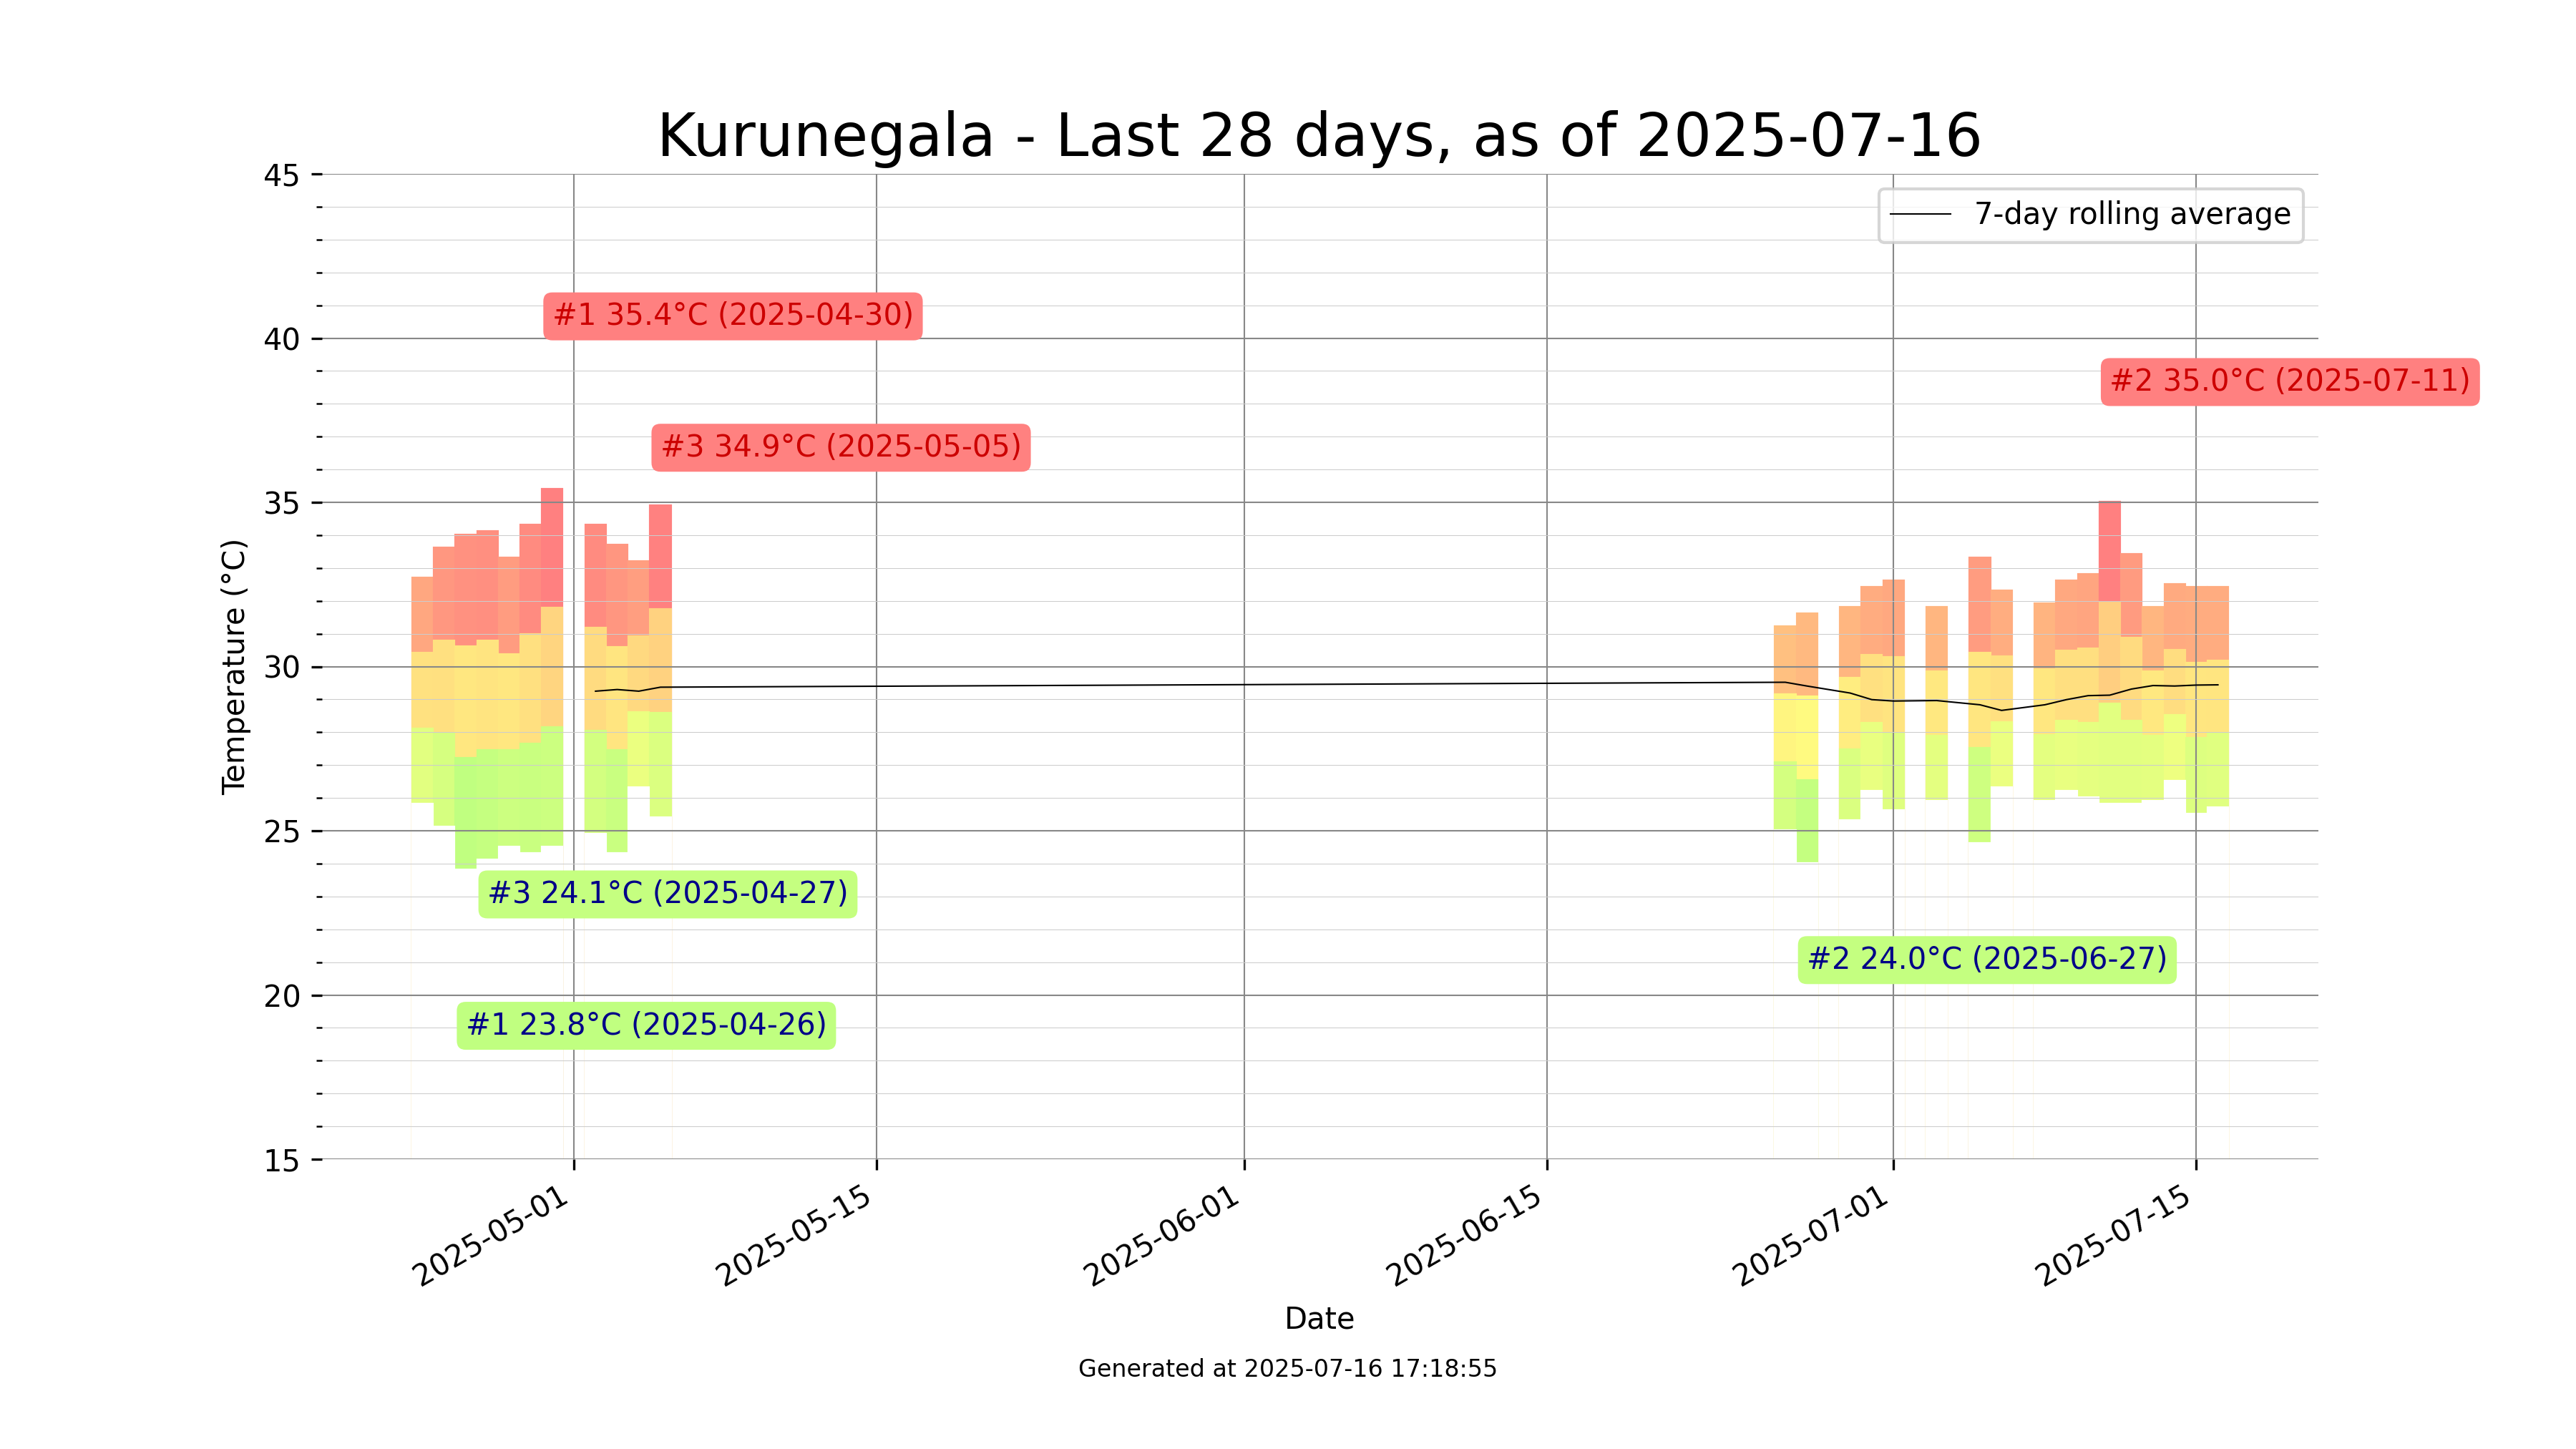 Kurunegala - Last 28 days, as of 2025-07-16
45
7-day rolling average
#1 35.4°C (2025-04-30)
40
#2 35.0°C (2025-07-11)
#3 34.9°C (2025-05-05)
35
30
Temperature (°C)
25
#3 24.1°C (2025-04-27)
#2 24.0°C (2025-06-27)
20
#1 23.8°C (2025-04-26)
15
2025-05-01
2025-05-15
2025-06-01
2025-06-15
2025-07-01
2025-07-15
Date
Generated at 2025-07-16 17:18:55